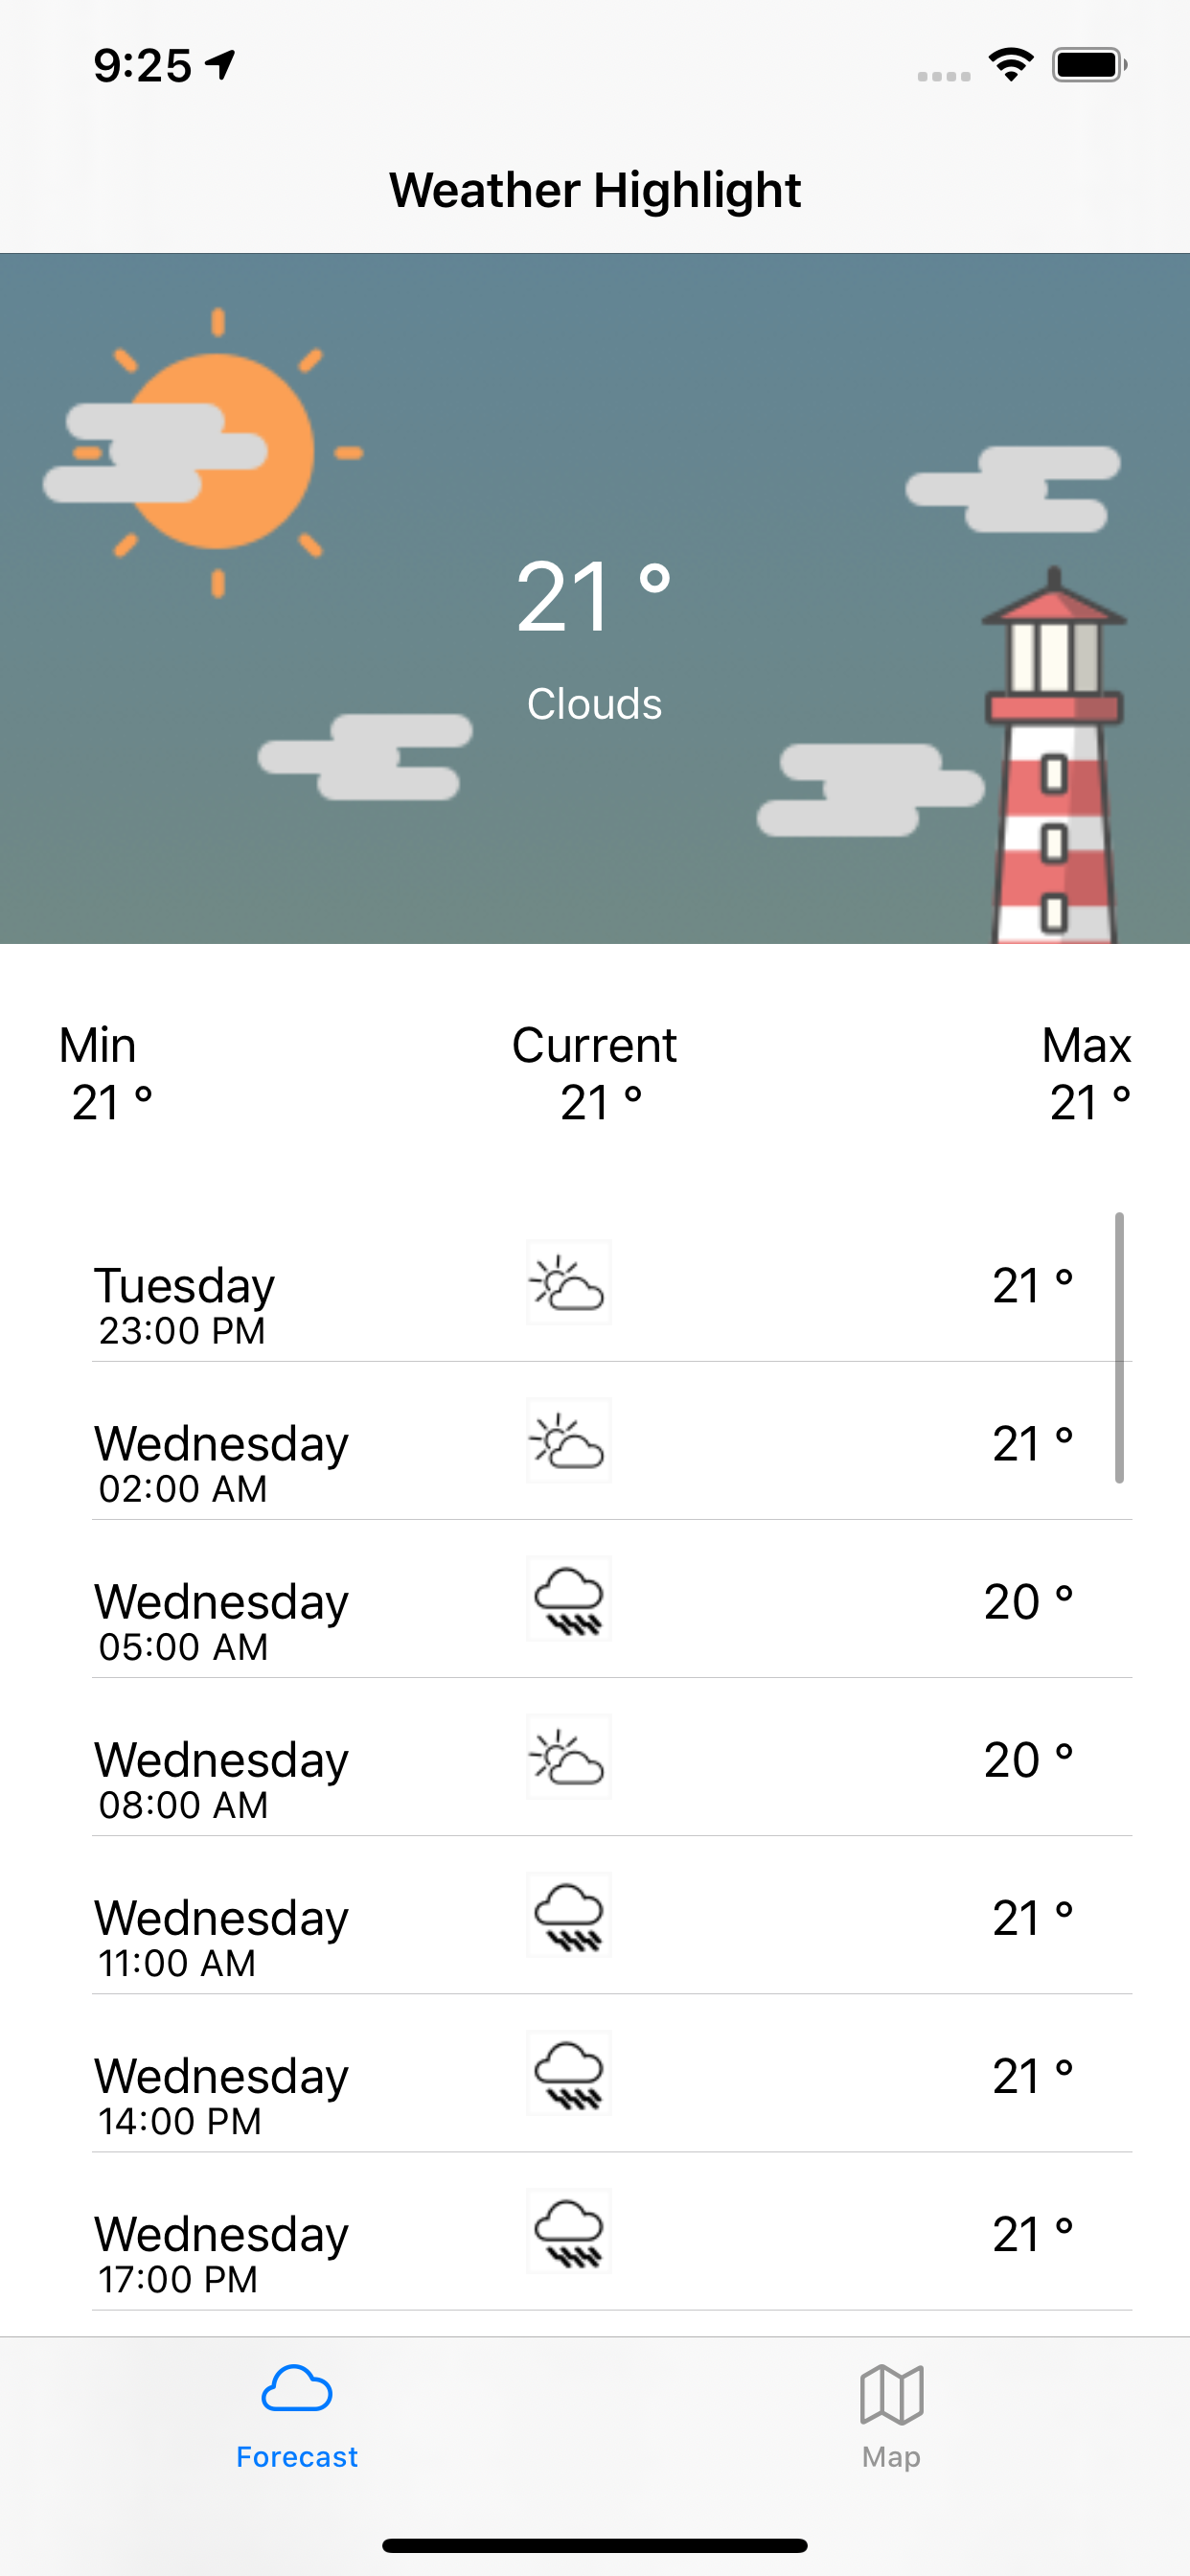 9:25
Weather Highlight
21 °
Clouds
Min
Current
Max
21 °
21 °
21 °
Tuesday
21 °
23:00 PM
Wednesday
21 °
02:00 AM
Wednesday
20 °
05:00 AM
Wednesday
20 °
08:00 AM
Wednesday
21 °
11:00 AM
Wednesday
21 °
14:00 PM
Wednesday
21 °
17:00 PM
Forecast
Map